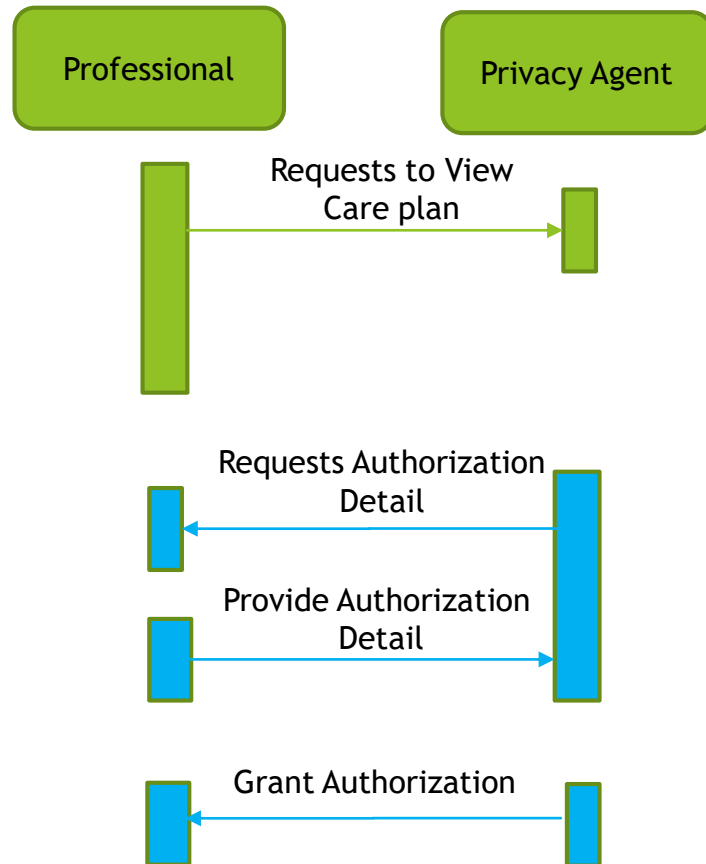 Professional
Privacy Agent
Requests to View
Care plan
Requests Authorization
Detail
Provide Authorization
Detail
Grant Authorization